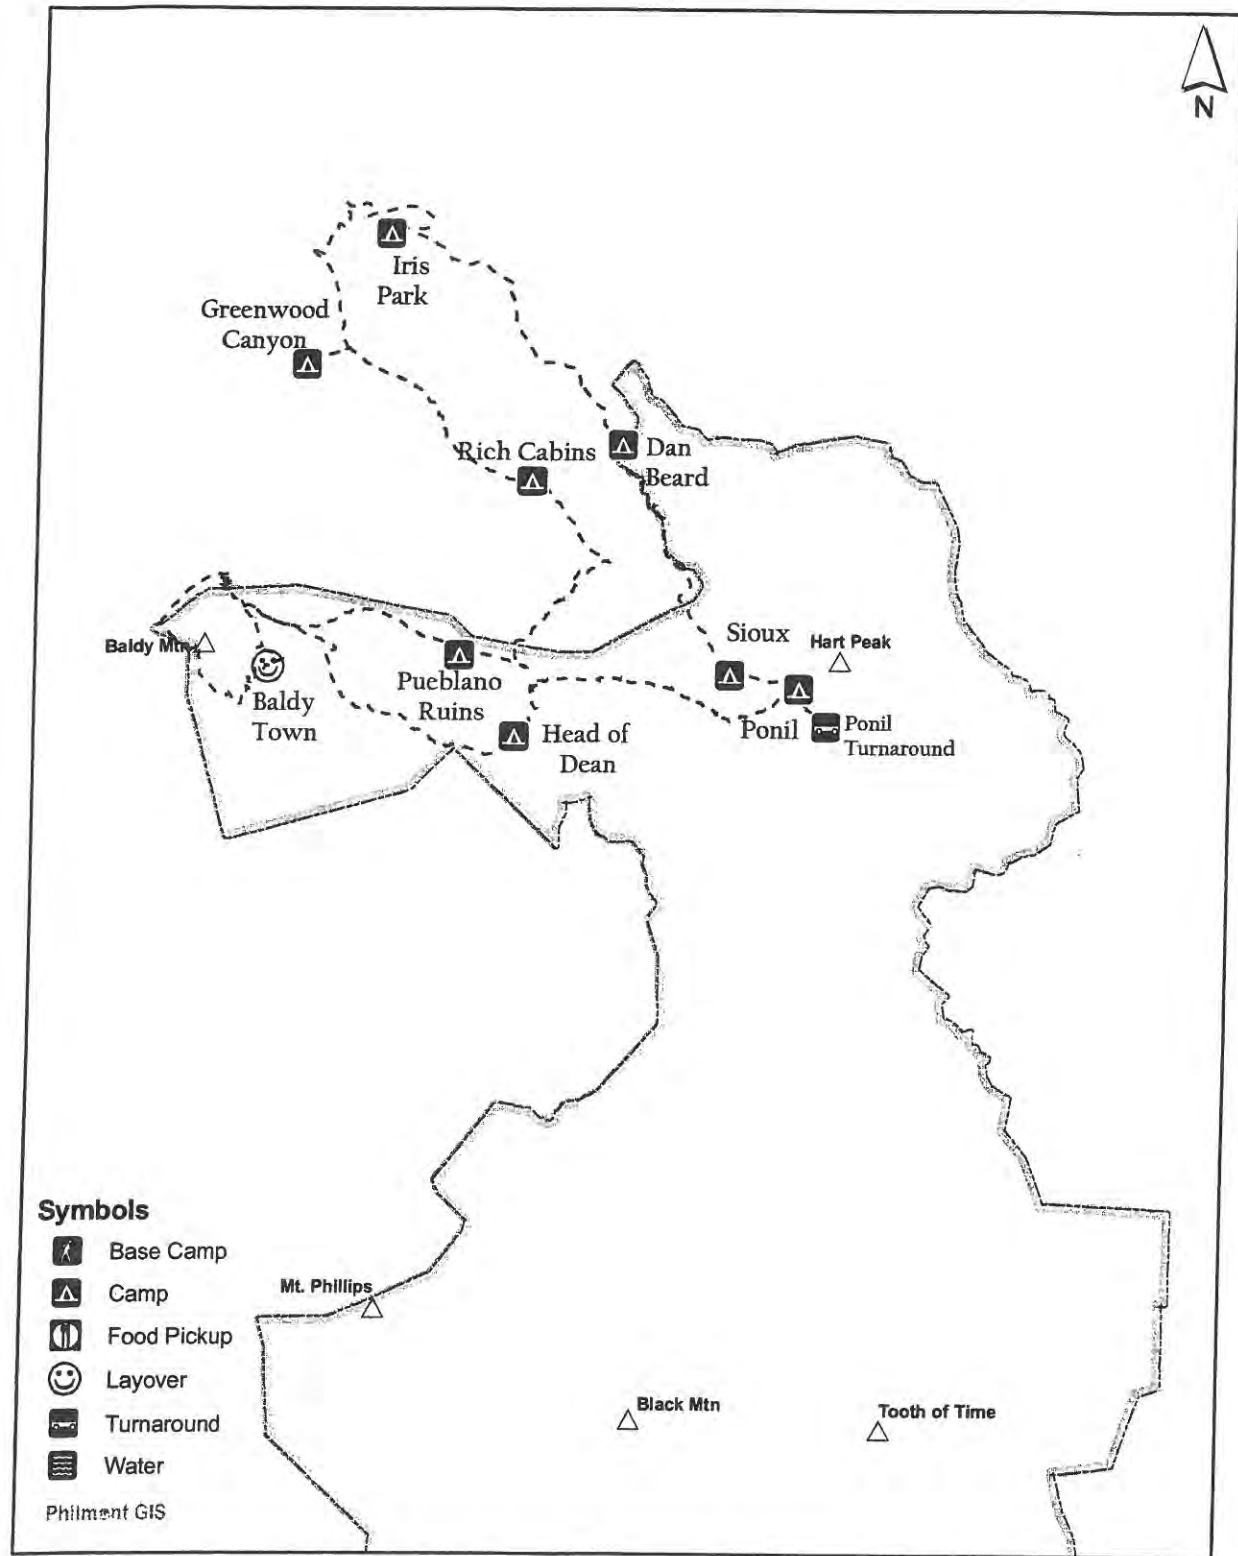 N
Iris
Park
Greenwood
Canyon
Rich Cabins
Dan
Beard
Sioux
Hart Peak
Baldy Mtn
Pueblano
Ruins
Baldy
Town
Head of
Dean
Ponil
Ponil
Turnaround
Symbols
Base Camp
Camp
Food Pickup
Layover
Turnaround
Water
Mt. Phillips
Black Mtn
Tooth of Time
Philmont GIS